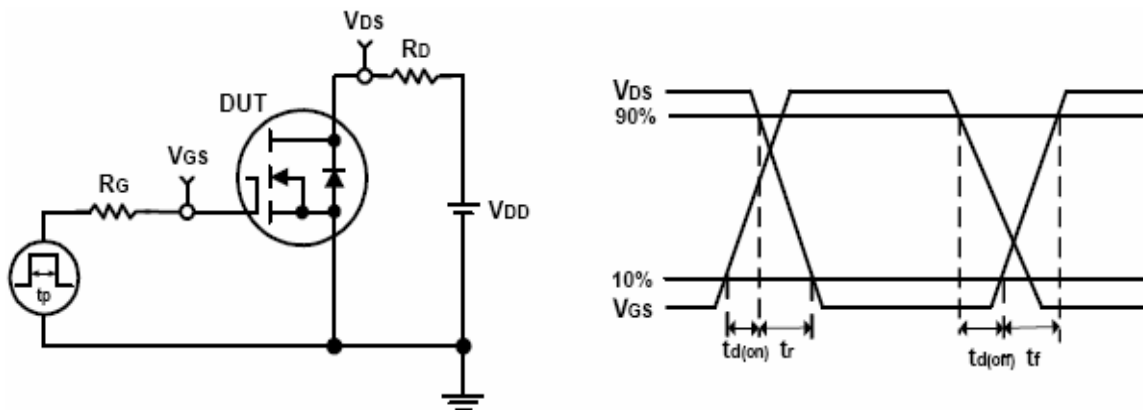 VDS
RD
DUT
VGS
RG
VDD
tp
VDS
90%
10%
VGS
td(on) tr
td(off) tf